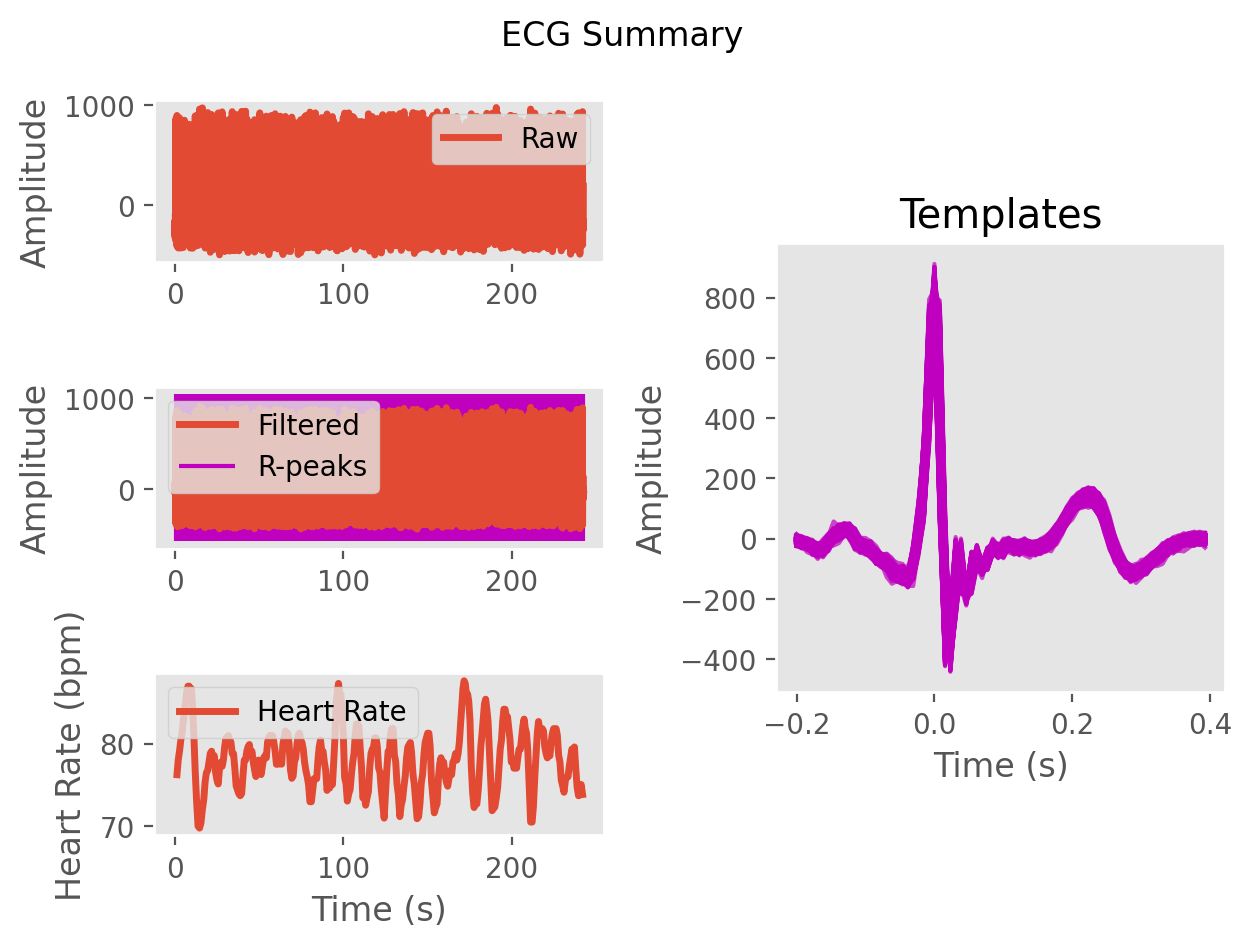 ECG Summary
Amplitude
1000
0
Raw
0
100
200
Amplitude
1000
0
Filtered
R-peaks
0
100
200
Heart Rate (bpm)
80
70
Heart Rate
0
100
200
Time (s)
Templates
Amplitude
800
600
400
200
0
−200
−400
−0.2
0.0
0.2
0.4
Time (s)